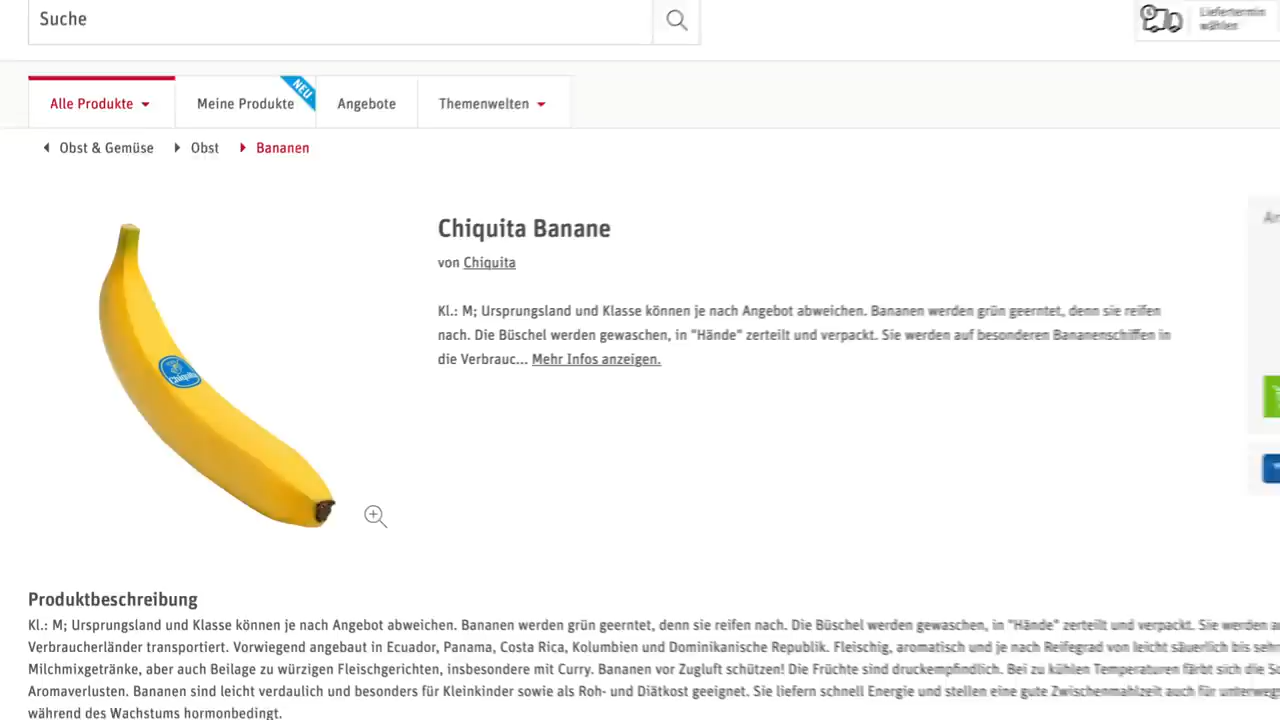 Suche
Liefertermin
wählen
Alle Produkte
Meine Produkte
NEU
Angebote
Themenwelten
Obst & Gemüse
Obst
Bananen
Chiquita Banane
von Chiquita
Kl.: M; Ursprungsland und Klasse können je nach Angebot abweichen. Bananen werden grün geerntet, denn sie reifen
nach. Die Büschel werden gewaschen, in "Hände" zerteilt und verpackt. Sie werden auf besonderen Bananenschiffen in
die Verbrauc... Mehr Infos anzeigen.
Chiquita
Produktbeschreibung
Kl.: M; Ursprungsland und Klasse können je nach Angebot abweichen. Bananen werden grün geerntet, denn sie reifen nach. Die Büschel werden gewaschen, in "Hände" zerteilt und verpackt. Sie werden
Verbraucherländer transportiert. Vorwiegend angebaut in Ecuador, Panama, Costa Rica, Kolumbien und Dominikanische Republik. Fleischig, aromatisch und je nach Reifegrad von leicht säuerlich bis
Milchmixgetränke, aber auch Beilage zu würzigen Fleischgerichten, insbesondere mit Curry. Bananen vor Zugluft schützen! Die Früchte sind druckempfindlich. Bei zu kühlen Temperaturen färbt sich die
Aromaverlusten. Bananen sind leicht verdaulich und besonders für Kleinkinder sowie als Roh- und Diätkost geeignet. Sie liefern schnell Energie und stellen eine gute Zwischenmahlzeit auch für
während des Wachstums hormonbedingt.